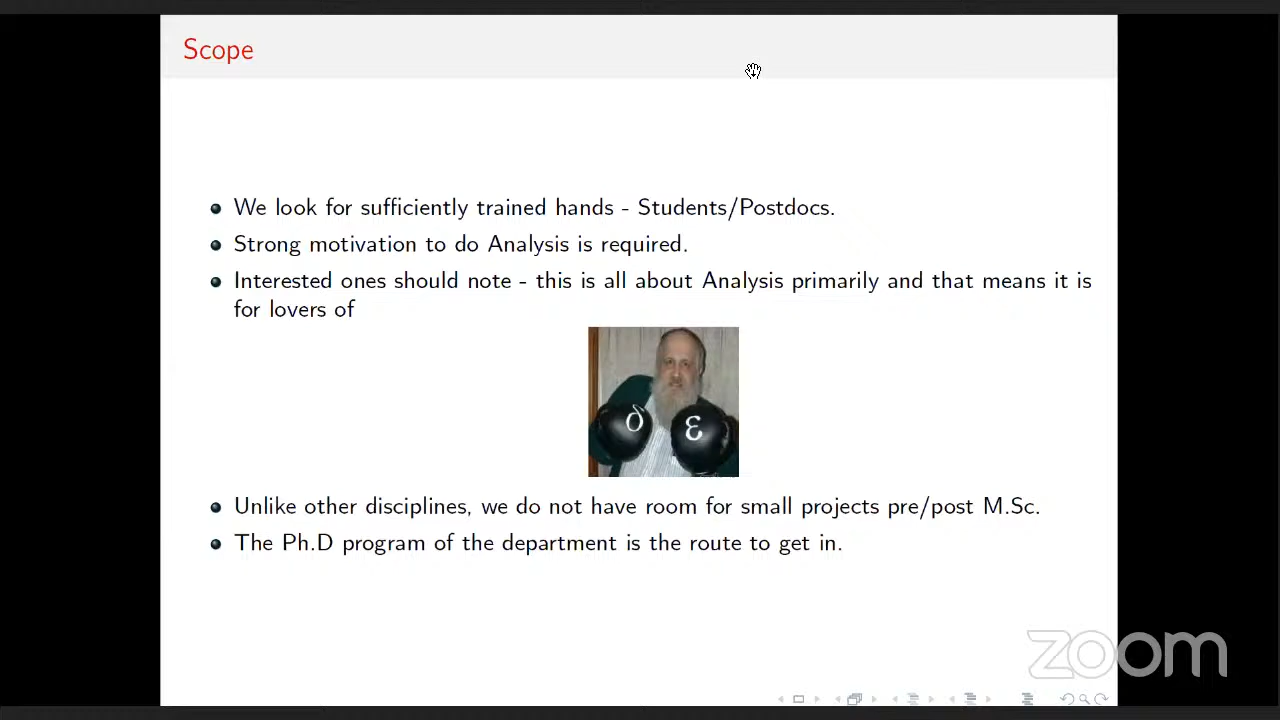 Scope
We look for sufficiently trained hands - Students/Postdocs.
Strong motivation to do Analysis is required.
Interested ones should note - this is all about Analysis primarily and that means it is
for lovers of
δ ε
Unlike other disciplines, we do not have room for small projects pre/post M.Sc.
The Ph.D program of the department is the route to get in.
zoom